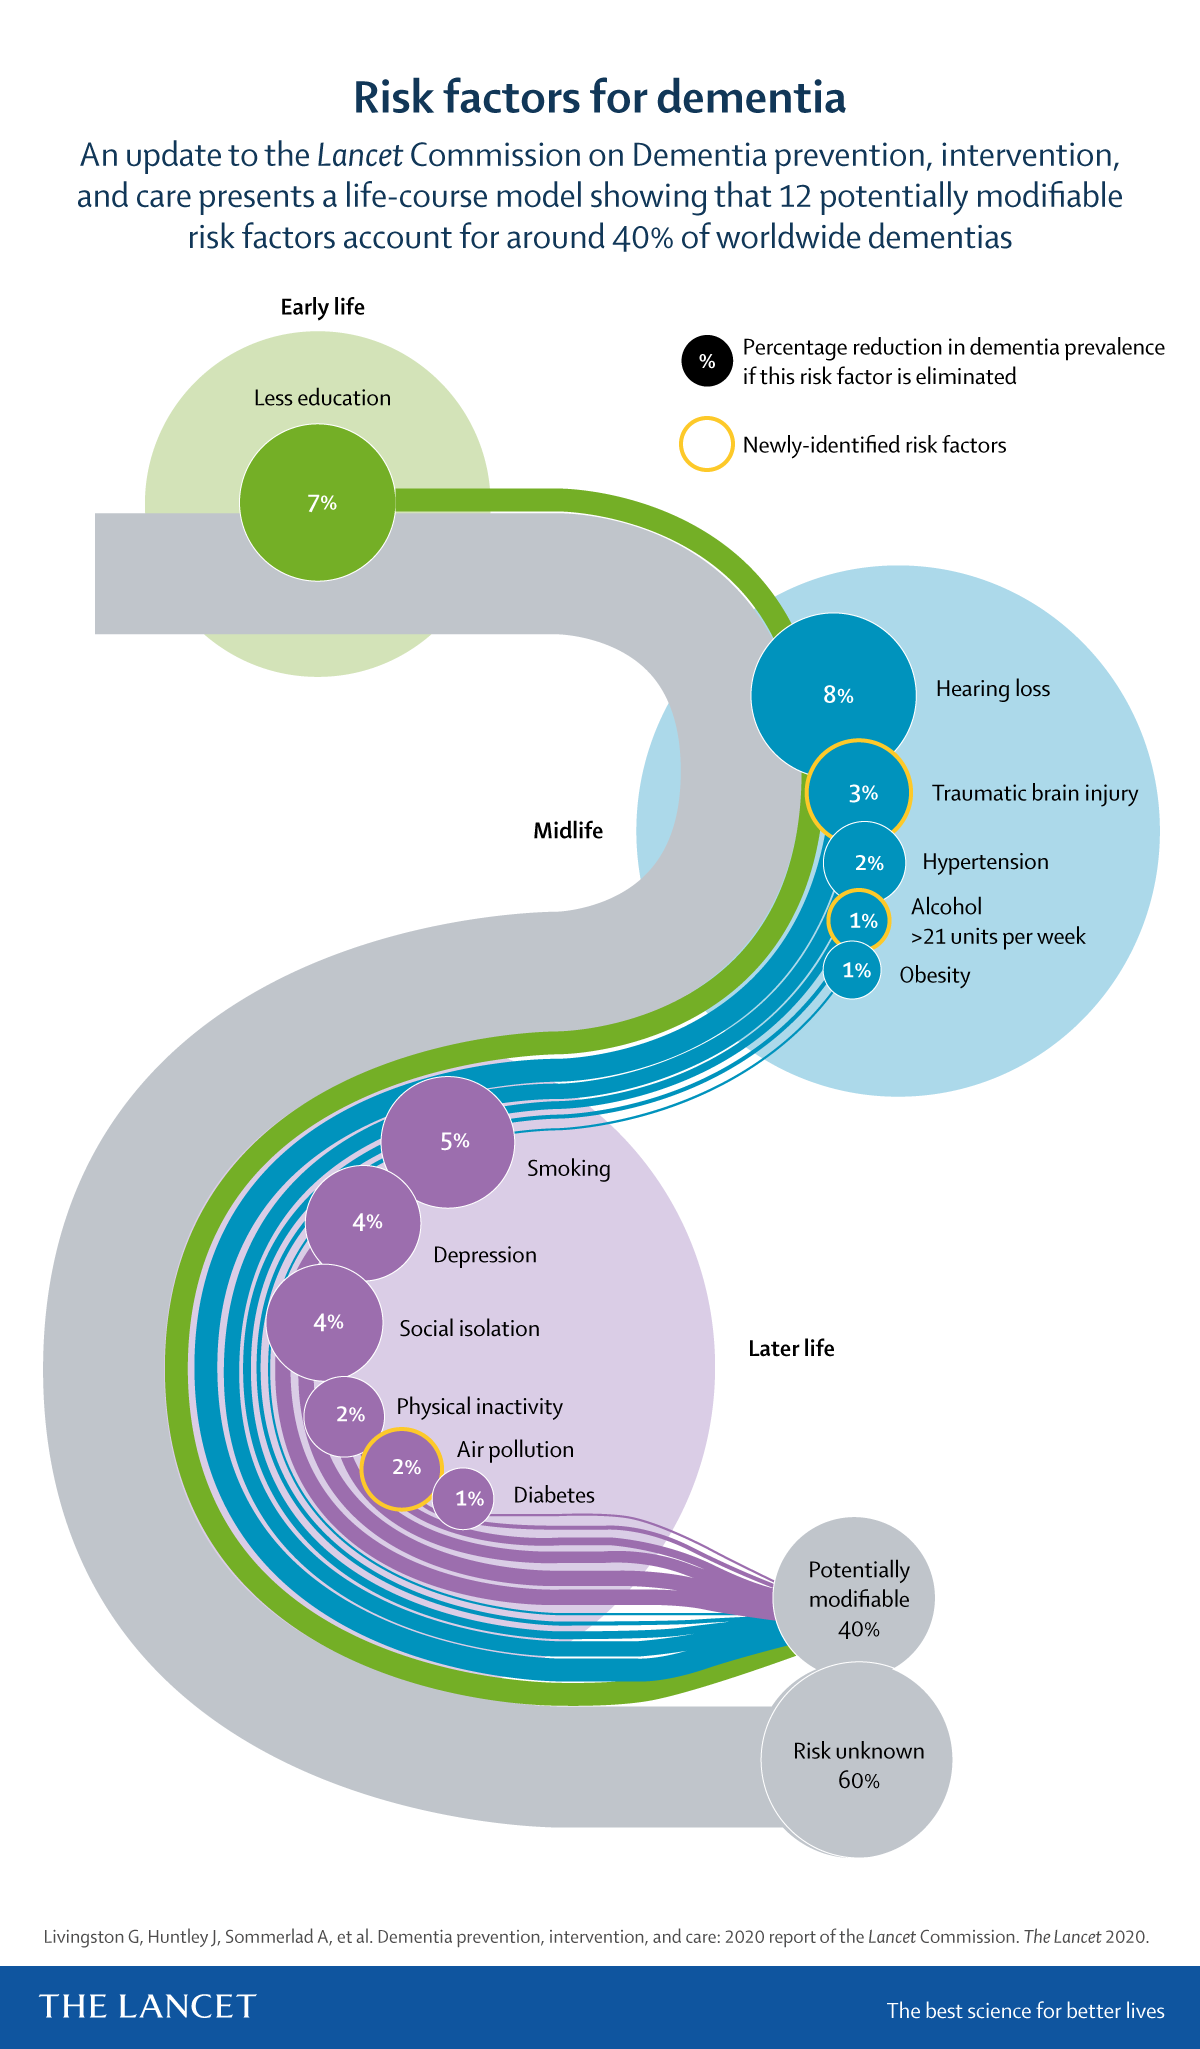 Risk factors for dementia
An update to the Lancet Commission on Dementia prevention, intervention,
and care presents a life-course model showing that 12 potentially modifiable
risk factors account for around 40% of worldwide dementias
Early life
Less education
7%
%
Percentage reduction in dementia prevalence
if this risk factor is eliminated
Newly-identified risk factors
8%
Hearing loss
3%
Traumatic brain injury
Midlife
2%
Hypertension
1%
Alcohol
>21 units per week
1%
Obesity
5%
Smoking
4%
Depression
4%
Social isolation
Later life
2%
Physical inactivity
2%
Air pollution
1%
Diabetes
Potentially
modifiable
40%
Risk unknown
60%
Livingston G, Huntley J, Sommerlad A, et al. Dementia prevention, intervention, and care: 2020 report of the Lancet Commission. The Lancet 2020.
THE LANCET
The best science for better lives